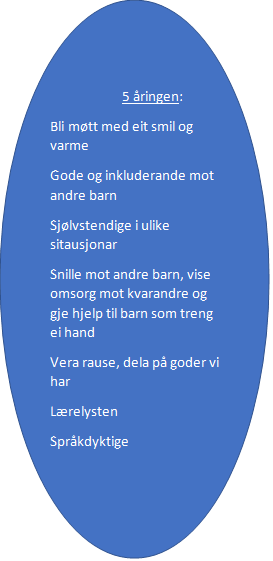 5 åringen:
Bli møtt med eit smil og
varme
Gode og inkluderande mot
andre barn
Sjølvstendige i ulike
sitausjonar
Snille mot andre barn, vise
omsorg mot kvarandre og
gje hjelp til barn som treng
ei hand
Vera rause, dela på goder vi
har
Lærelysten
Språkdyktige